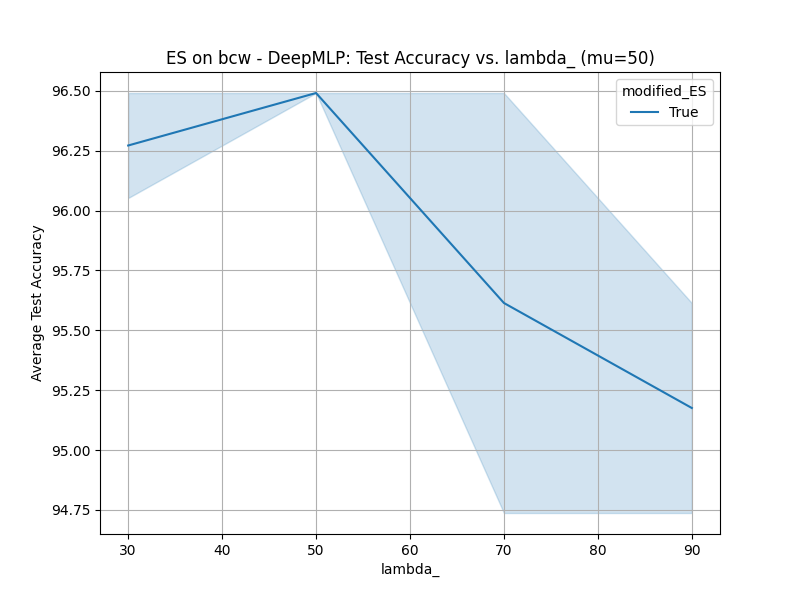 ES on bcw - DeepMLP: Test Accuracy vs. lambda_ (mu=50)
modified_ES
True
Average Test Accuracy
96.50
96.25
96.00
95.75
95.50
95.25
95.00
94.75
30 40 50 60 70 80 90
lambda_